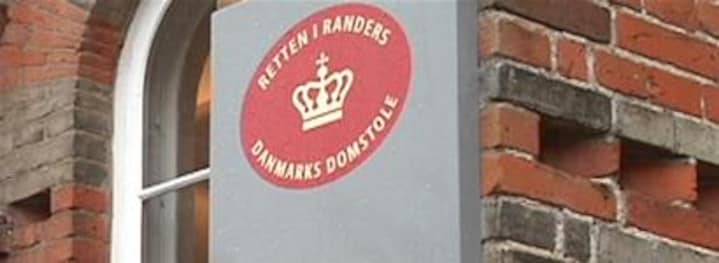 RETTEN I RANDERS
DANMARKS DOMSTOLE